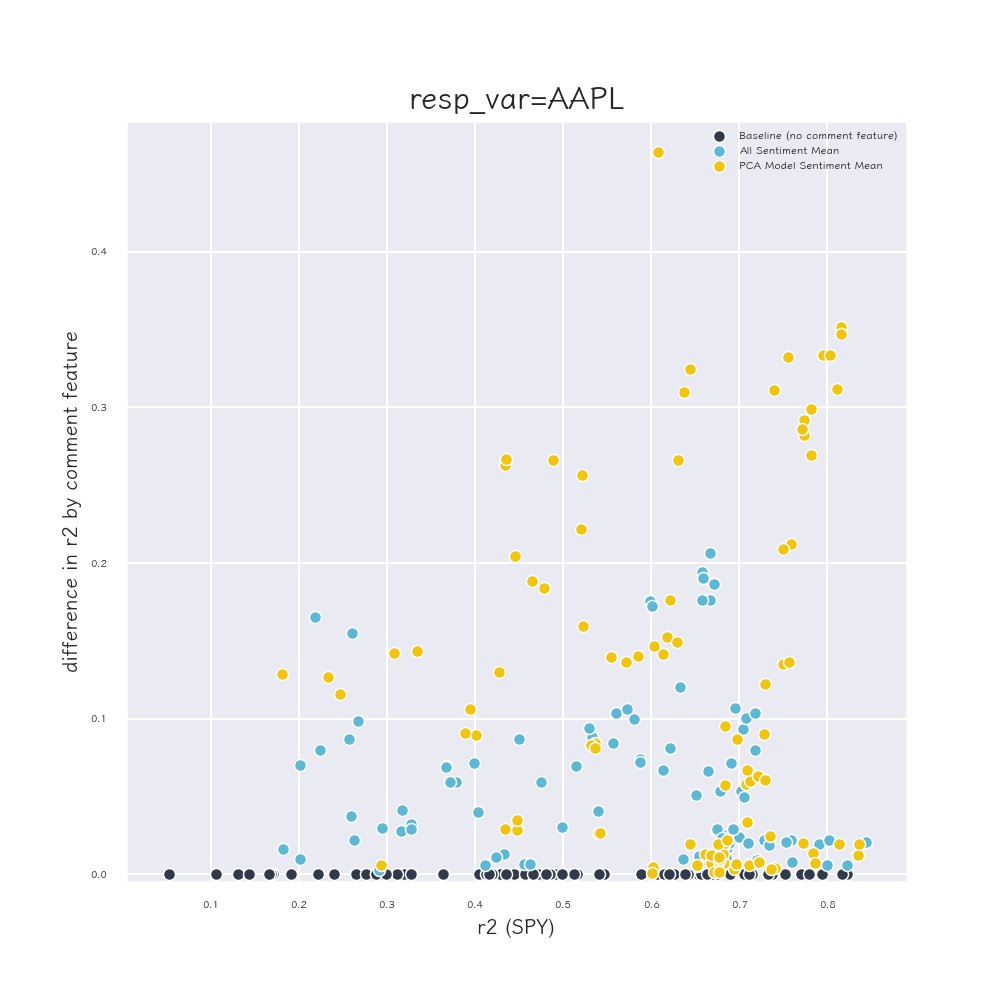 resp_var=AAPL
Baseline (no comment feature)
All Sentiment Mean
PCA Model Sentiment Mean
difference in r2 by comment feature
0.4
0.3
0.2
0.1
0.0
0.1 0.2 0.3 0.4 0.5 0.6 0.7 0.8
r2 (SPY)